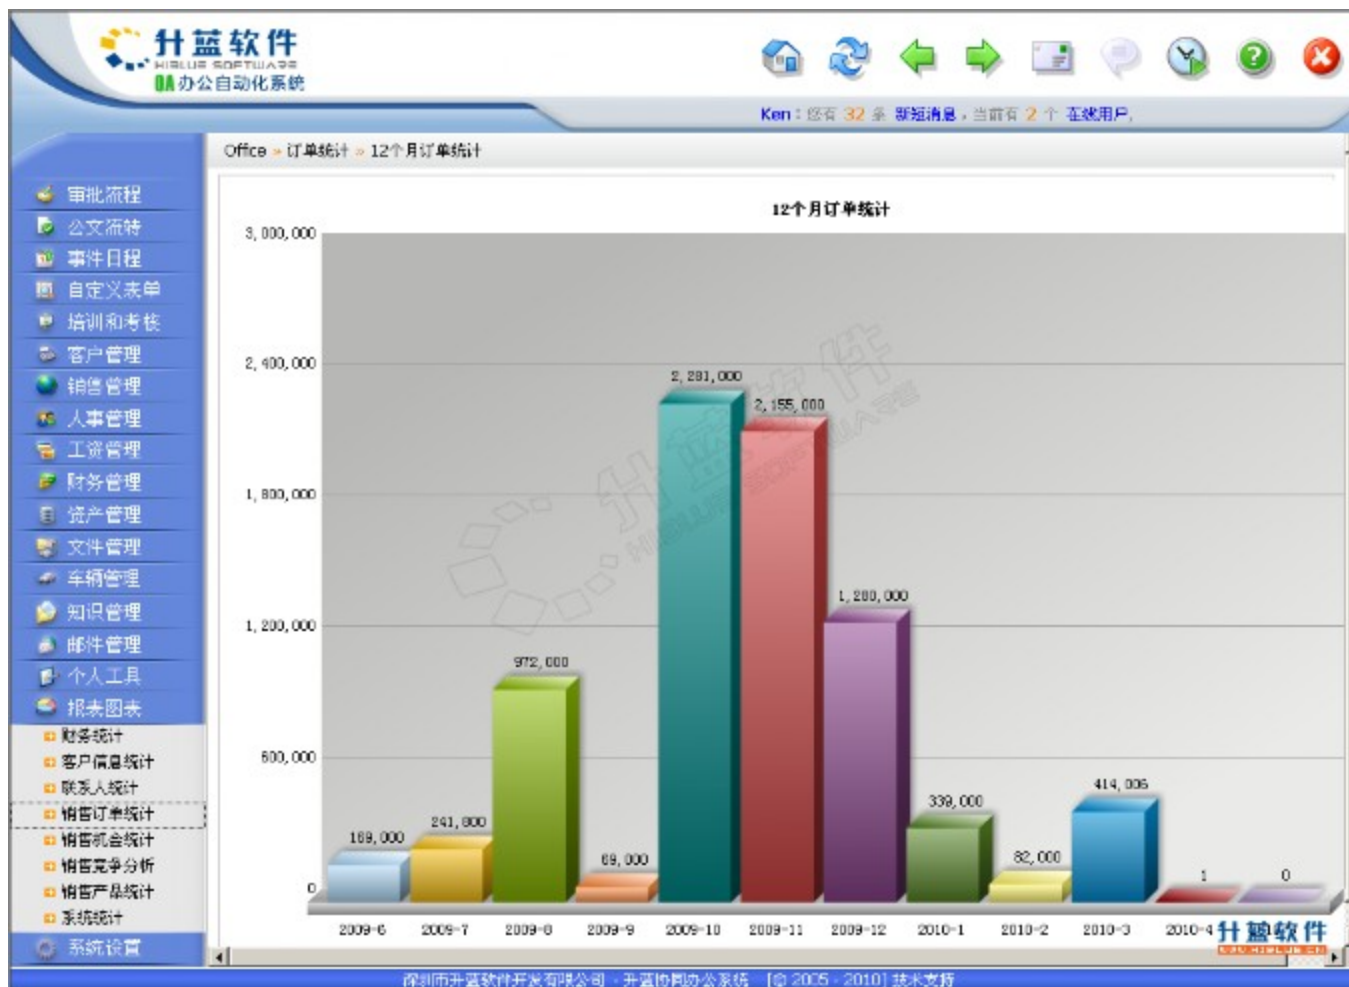 升蓝软件
HIBLUE SOFTWARE
OA办公自动化系统
Ken：您有 32 条 新短消息，当前有 2 个 在线用户.
Office » 订单统计 » 12个月订单统计
审批流程
公文流转
事件日程
自定义表单
培训和考核
客户管理
销售管理
人事管理
工资管理
财务管理
资产管理
文件管理
车辆管理
知识管理
邮件管理
个人工具
报表图表
财务统计
客户信息统计
联系人统计
销售订单统计
销售机会统计
销售竞争分析
销售产品统计
系统统计
系统设置
12个月订单统计
3,000,000
2,400,000
1,800,000
1,200,000
600,000
0
169,000
241,800
972,000
69,000
2,281,000
2,155,000
1,280,000
339,000
82,000
414,006
1
0
2009-6
2009-7
2009-8
2009-9
2009-10
2009-11
2009-12
2010-1
2010-2
2010-3
2010-4
升蓝软件
HIBLUE SOFTWARE
升蓝软件
WWW.HIBLUE.CN
深圳市升蓝软件开发有限公司 · 升蓝协同办公系统 [© 2005 - 2010] 技术支持